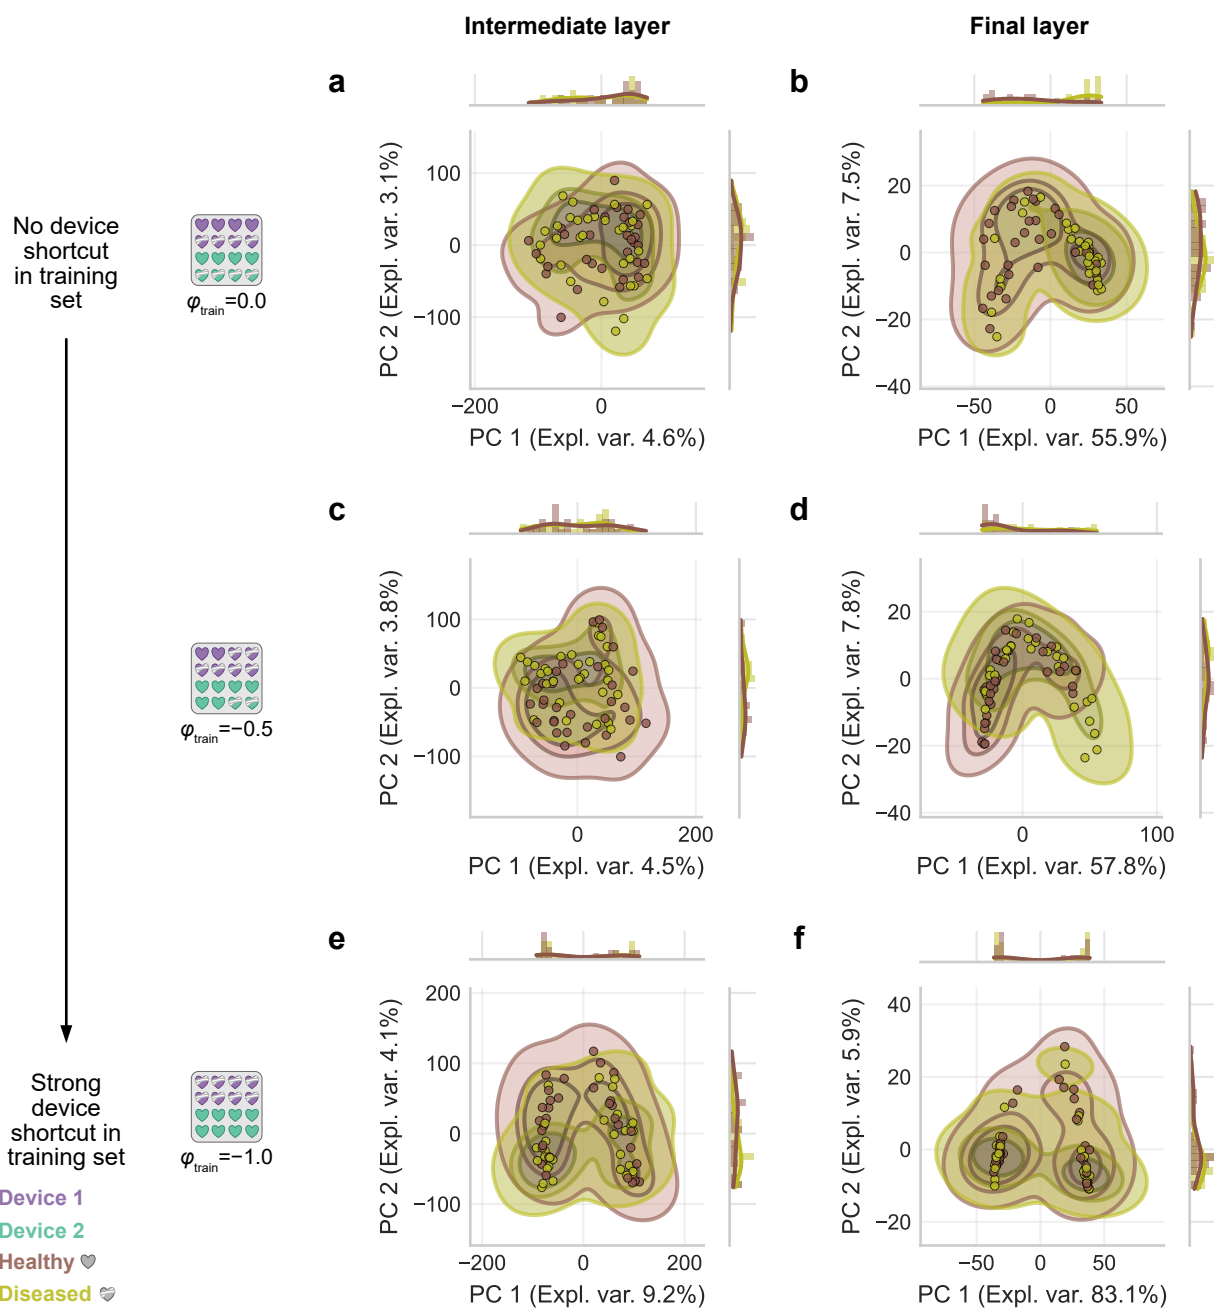 Intermediate layer
Final layer
a
b
No device
shortcut
in training
set
φtrain=0.0
PC 2 (Expl. var. 3.1%)
100
0
−100
−200
0
PC 1 (Expl. var. 4.6%)
PC 2 (Expl. var. 7.5%)
20
0
−20
−40
−50
0
50
PC 1 (Expl. var. 55.9%)
c
d
φtrain=−0.5
PC 2 (Expl. var. 3.8%)
100
0
−100
0
200
PC 1 (Expl. var. 4.5%)
PC 2 (Expl. var. 7.8%)
20
0
−20
−40
0
100
PC 1 (Expl. var. 57.8%)
e
f
Strong
device
shortcut in
training set
φtrain=−1.0
PC 2 (Expl. var. 4.1%)
200
100
0
−100
−200
0
200
PC 1 (Expl. var. 9.2%)
PC 2 (Expl. var. 5.9%)
40
20
0
−20
−50
0
50
PC 1 (Expl. var. 83.1%)
Device 1
Device 2
Healthy
Diseased